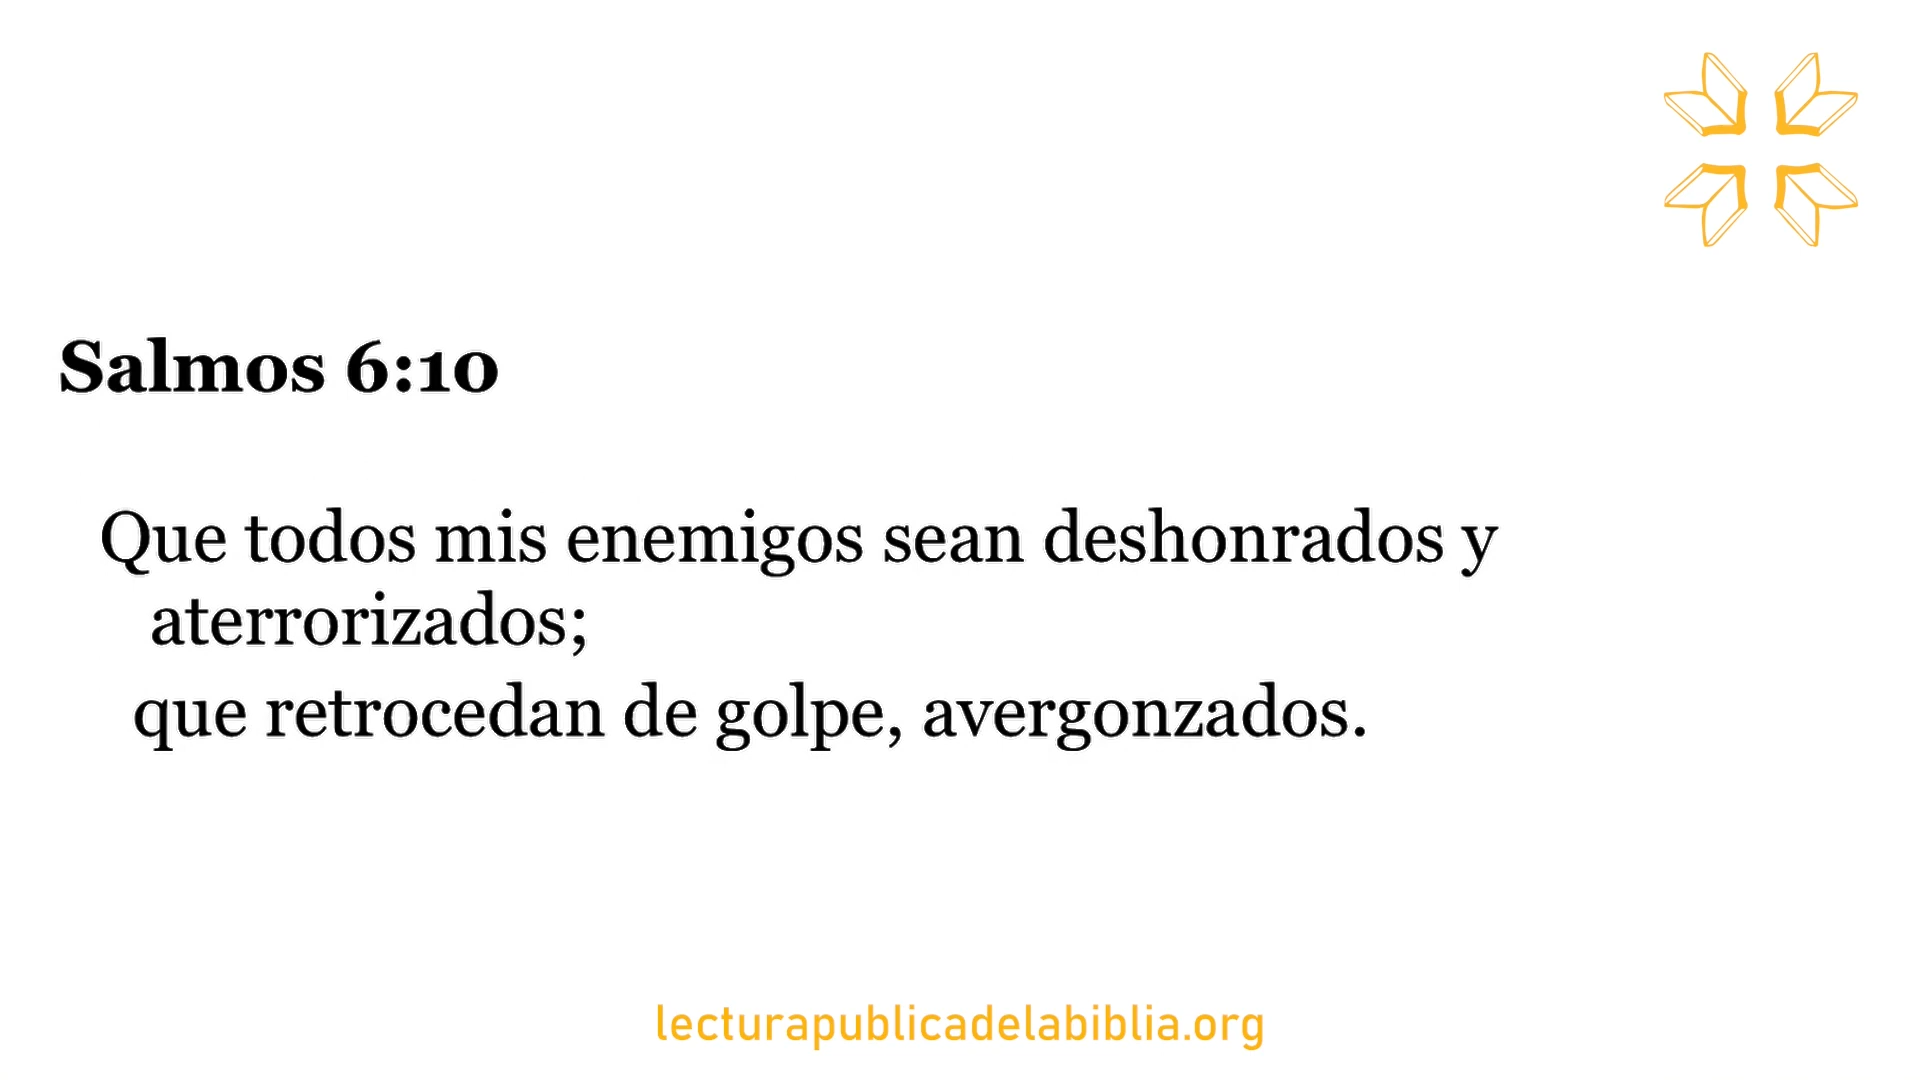 Salmos 6:10
Que todos mis enemigos sean deshonrados y
aterrorizados;
que retrocedan de golpe, avergonzados.
lecturapublicadelabiblia.org